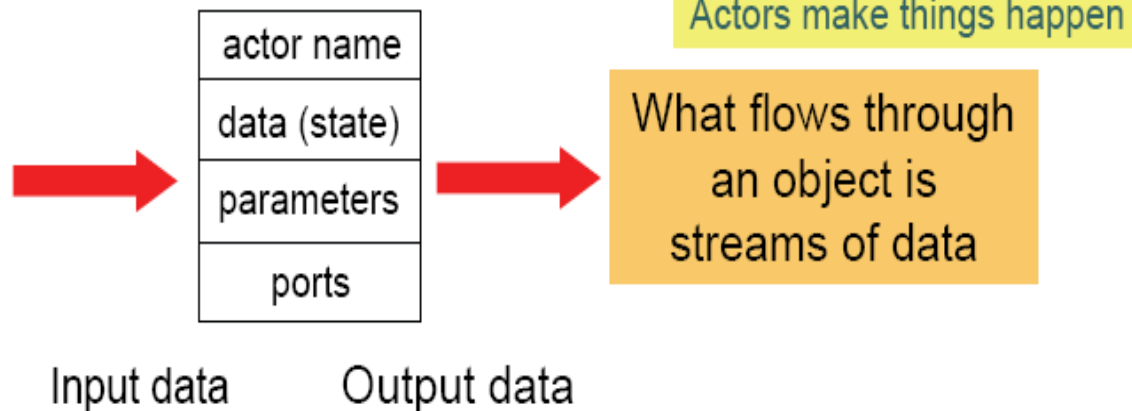 Actors make things happen
actor name
data (state)
parameters
ports
What flows through
an object is
streams of data
Input data
Output data